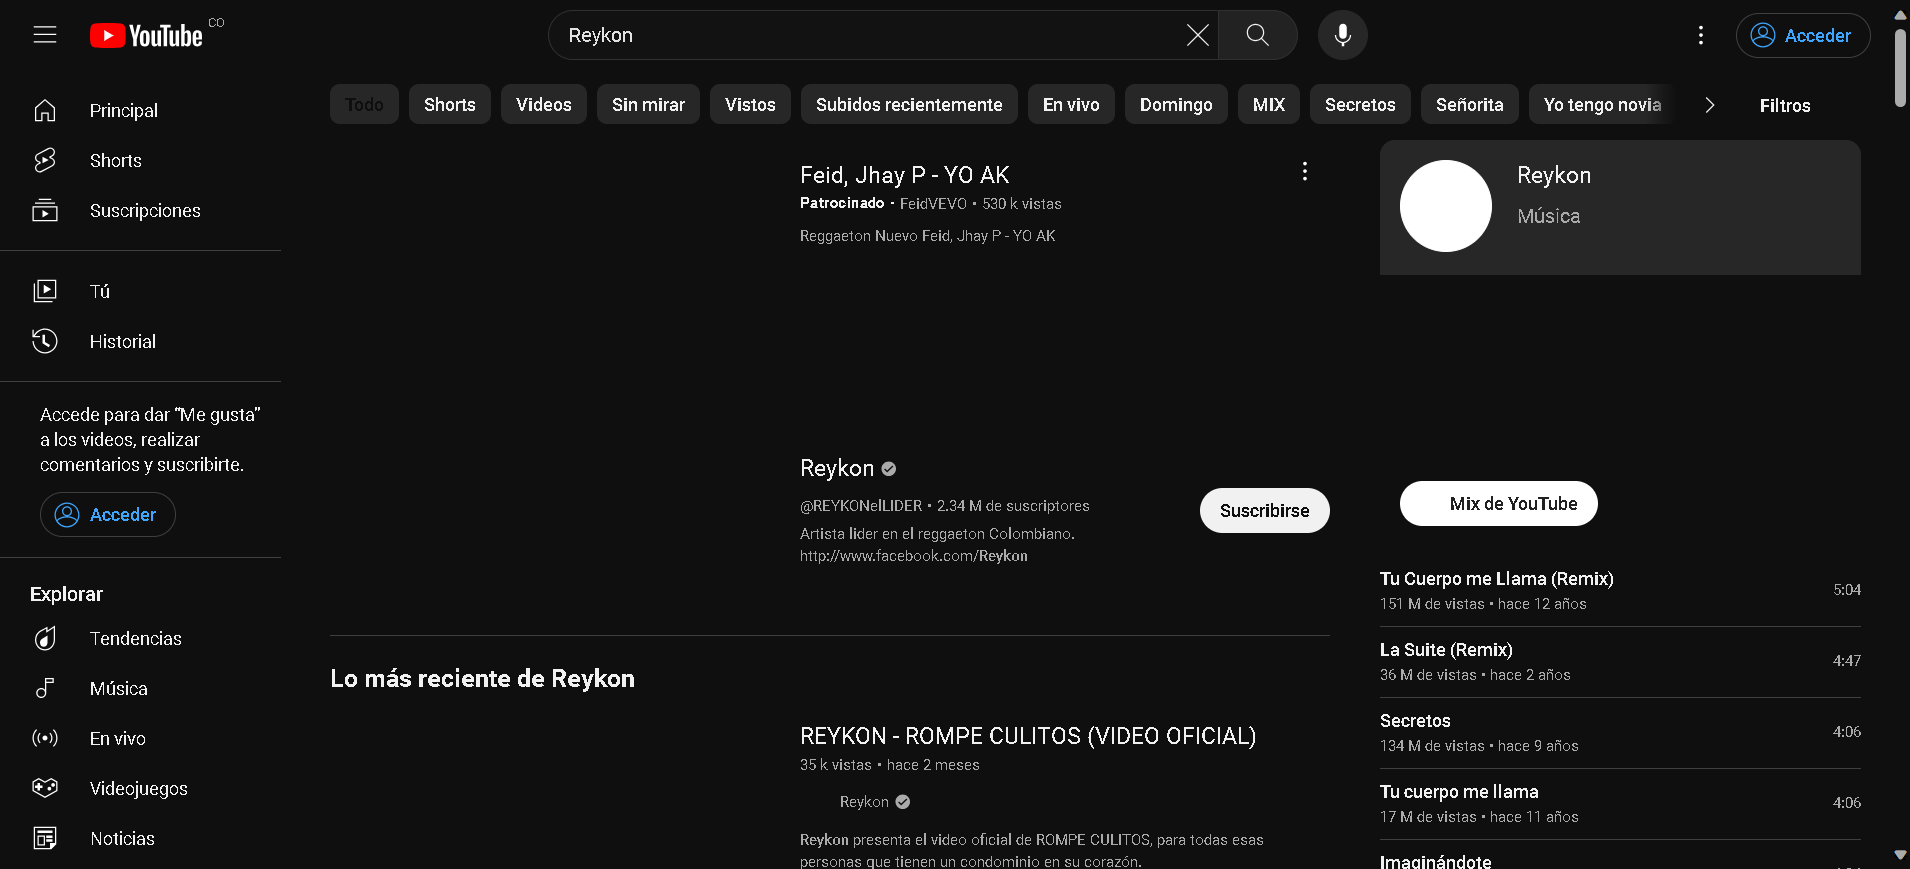 YouTube CO
Reykon
Acceder
Principal
Shorts
Suscripciones
Tú
Historial
Accede para dar “Me gusta”
a los videos, realizar
comentarios y suscribirte.
Acceder
Explorar
Tendencias
Música
En vivo
Videojuegos
Noticias
Todo
Shorts
Videos
Sin mirar
Vistos
Subidos recientemente
En vivo
Domingo
MIX
Secretos
Señorita
Yo tengo novia
Filtros
Feid, Jhay P - YO AK
Patrocinado • FeidVEVO • 530 k vistas
Reggaeton Nuevo Feid, Jhay P - YO AK
Reykon
@REYKONelLIDER • 2.34 M de suscriptores
Artista lider en el reggaeton Colombiano.
http://www.facebook.com/Reykon
Suscribirse
Lo más reciente de Reykon
REYKON - ROMPE CULITOS (VIDEO OFICIAL)
35 k vistas • hace 2 meses
Reykon
Reykon presenta el video oficial de ROMPE CULITOS, para todas esas
personas que tienen un condominio en su corazón.
Reykon
Música
Mix de YouTube
Tu Cuerpo me Llama (Remix)
151 M de vistas • hace 12 años
5:04
La Suite (Remix)
36 M de vistas • hace 2 años
4:47
Secretos
134 M de vistas • hace 9 años
4:06
Tu cuerpo me llama
17 M de vistas • hace 11 años
4:06
Imaginándote